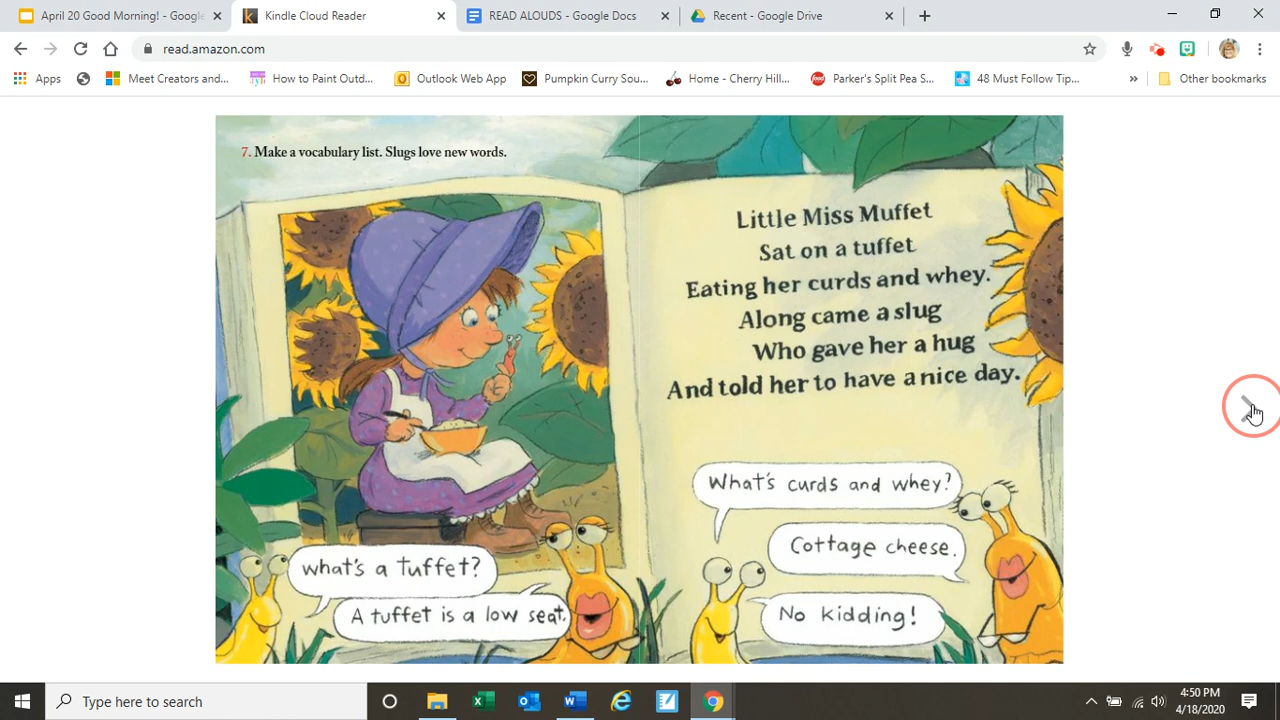 April 20 Good Morning! - Google
Kindle Cloud Reader
READ ALOUDS - Google Docs
Recent - Google Drive
read.amazon.com
Apps
Meet Creators and...
How to Paint Outd...
Outlook Web App
Pumpkin Curry Sou...
Home - Cherry Hill...
Parker's Split Pea S...
48 Must Follow Tip...
Other bookmarks
7. Make a vocabulary list. Slugs love new words.
Little Miss Muffet
Sat on a tuffet
Eating her curds and whey.
Along came a slug
Who gave her a hug
And told her to have a nice day.
What's a tuffet?
A tuffet is a low seat.
What's curds and whey?
Cottage cheese.
No kidding!
Type here to search
4:50 PM
4/18/2020